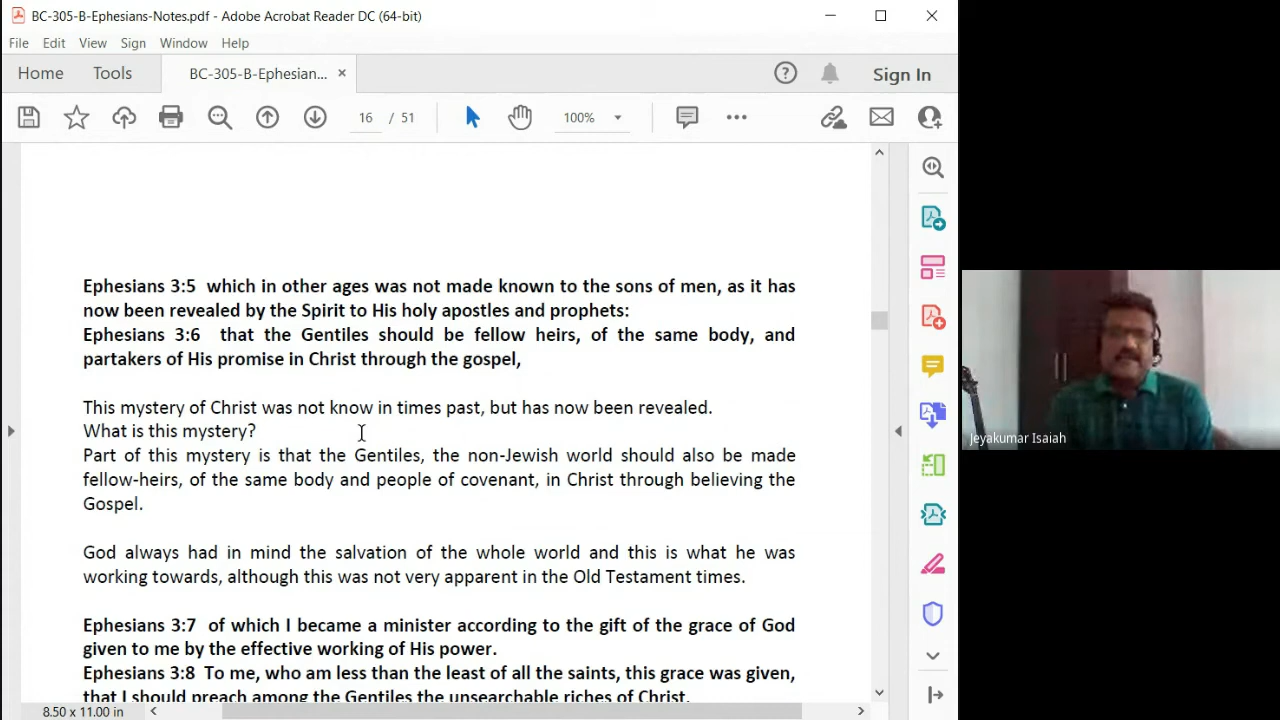 BC-305-B-Ephesians-Notes.pdf - Adobe Acrobat Reader DC (64-bit)
File Edit View Sign Window Help
Home Tools BC-305-B-Ephesian... × Sign In
16 / 51 100%
Ephesians 3:5 which in other ages was not made known to the sons of men, as it has
now been revealed by the Spirit to His holy apostles and prophets:
Ephesians 3:6 that the Gentiles should be fellow heirs, of the same body, and
partakers of His promise in Christ through the gospel,
This mystery of Christ was not know in times past, but has now been revealed.
What is this mystery?
Part of this mystery is that the Gentiles, the non-Jewish world should also be made
fellow-heirs, of the same body and people of covenant, in Christ through believing the
Gospel.
God always had in mind the salvation of the whole world and this is what he was
working towards, although this was not very apparent in the Old Testament times.
Ephesians 3:7 of which I became a minister according to the gift of the grace of God
given to me by the effective working of His power.
Ephesians 3:8 To me, who am less than the least of all the saints, this grace was given,
that I should preach among the Gentiles the unsearchable riches of Christ,
8.50 x 11.00 in
Jeyakumar Isaiah